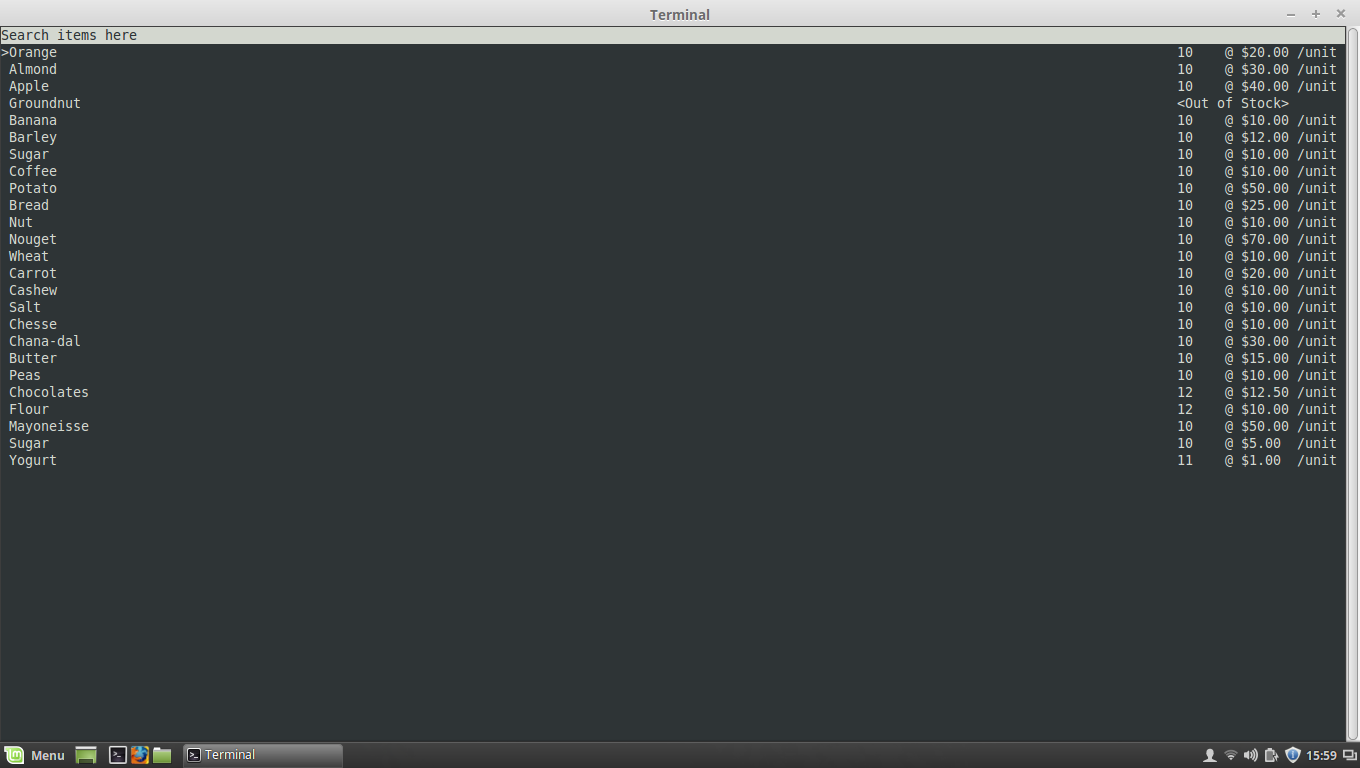 Terminal
Search items here
>Orange 10 @ $20.00 /unit
Almond 10 @ $30.00 /unit
Apple 10 @ $40.00 /unit
Groundnut <Out of Stock>
Banana 10 @ $10.00 /unit
Barley 10 @ $12.00 /unit
Sugar 10 @ $10.00 /unit
Coffee 10 @ $10.00 /unit
Potato 10 @ $50.00 /unit
Bread 10 @ $25.00 /unit
Nut 10 @ $10.00 /unit
Nouget 10 @ $70.00 /unit
Wheat 10 @ $10.00 /unit
Carrot 10 @ $20.00 /unit
Cashew 10 @ $10.00 /unit
Salt 10 @ $10.00 /unit
Chesse 10 @ $10.00 /unit
Chana-dal 10 @ $30.00 /unit
Butter 10 @ $15.00 /unit
Peas 10 @ $10.00 /unit
Chocolates 12 @ $12.50 /unit
Flour 12 @ $10.00 /unit
Mayoneisse 10 @ $50.00 /unit
Sugar 10 @ $5.00 /unit
Yogurt 11 @ $1.00 /unit
Menu Terminal 15:59